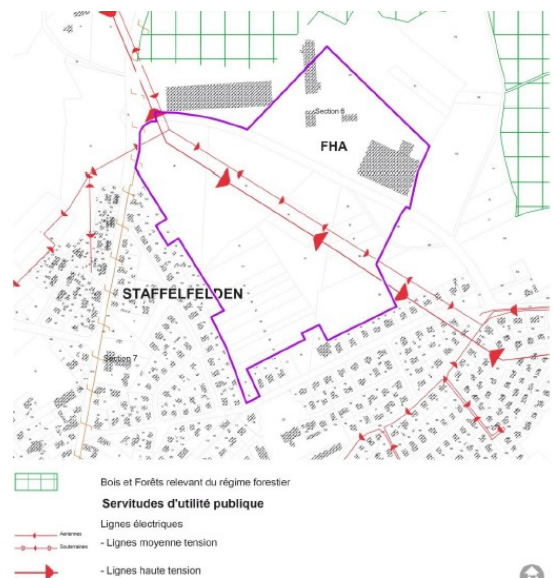 Section 6
FHA
STAFFELFELDEN
Section 7
Bois et Forêts relevant du régime forestier
Servitudes d'utilité publique
Lignes électriques
Aeriennes
- Lignes moyenne tension
Souterraines
- Lignes haute tension